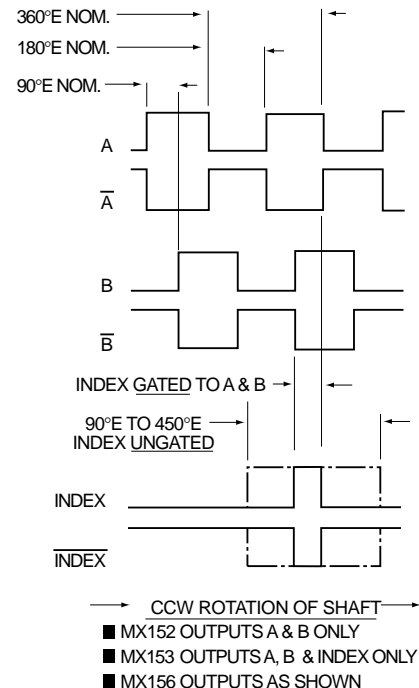 360°E NOM.
180°E NOM.
90°E NOM.
A
A
B
B
INDEX GATED TO A & B
90°E TO 450°E
INDEX UNGATED
INDEX
INDEX
CCW ROTATION OF SHAFT
■ MX152 OUTPUTS A & B ONLY
■ MX153 OUTPUTS A, B & INDEX ONLY
■ MX156 OUTPUTS AS SHOWN